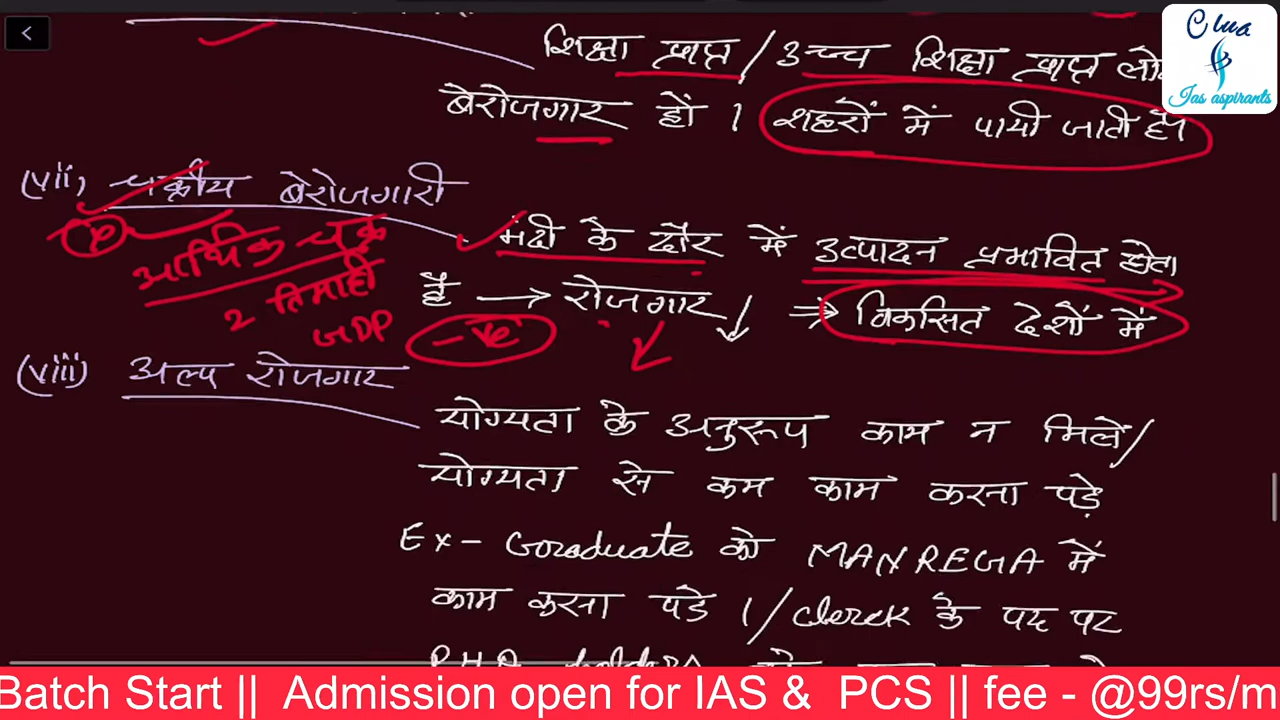 शिक्षा प्राप्त / उच्च शिक्षा प्राप्त
बेरोजगार हों । शहरों में पायी जाती है।
(vii) चक्रीय बेरोजगारी
मंदी के दौर में उत्पादन प्रभावित होता
है → रोजगार ↓ ⇒ विकसित देशों में
आर्थिक चक्र
2 तिमाही
GDP
-ve
(viii) अल्प रोजगार
योग्यता के अनुरूप काम न मिले/
योग्यता से कम काम करना पड़े
Ex- Graduate को MANREGA में
काम करना पडे ।/clerck के पद पर
Clua
Ias aspirants
Batch Start || Admission open for IAS & PCS || fee - @99rs/m